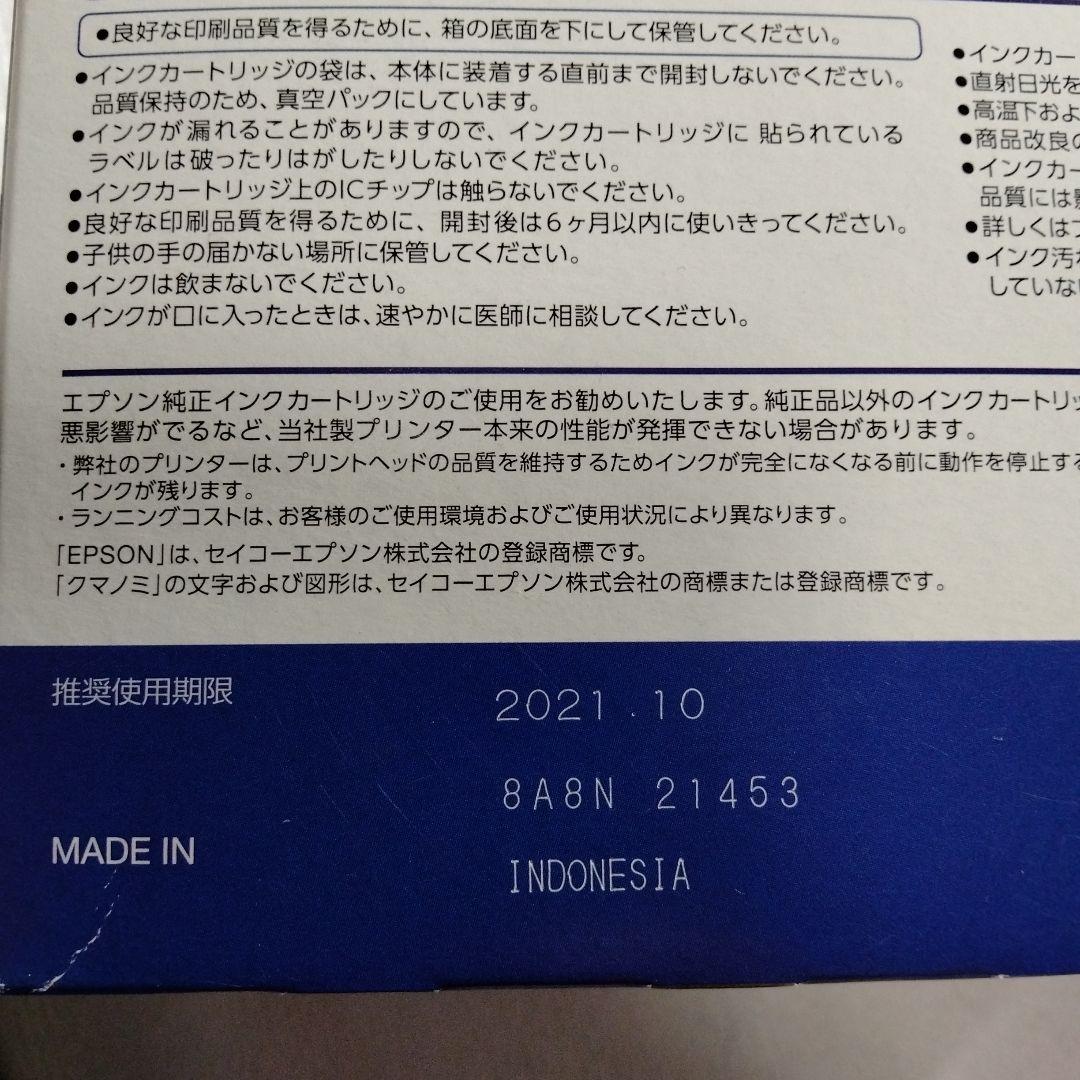 ●良好な印刷品質を得るために、箱の底面を下にして保管してください。
●インクカートリッジの袋は、本体に装着する直前まで開封しないでください。
品質保持のため、真空パックにしています。
●インクが漏れることがありますので、インクカートリッジに貼られている
ラベルは破ったりはがしたりしないでください。
●インクカートリッジ上のICチップは触らないでください。
●良好な印刷品質を得るために、開封後は6ヶ月以内に使いきってください。
●子供の手の届かない場所に保管してください。
●インクは飲まないでください。
●インクが口に入ったときは、速やかに医師に相談してください。
●インクカー
●直射日光を
●高温下およ
●商品改良の
●インクカー
品質には
●詳しくは
●インク汚
していな
エプソン純正インクカートリッジのご使用をお勧めいたします。純正品以外のインクカートリッ
悪影響がでるなど、当社製プリンター本来の性能が発揮できない場合があります。
・弊社のプリンターは、プリントヘッドの品質を維持するためインクが完全になくなる前に動作を停止する
インクが残ります。
・ランニングコストは、お客様のご使用環境およびご使用状況により異なります。
「EPSON」は、セイコーエプソン株式会社の登録商標です。
「クマノミ」の文字および図形は、セイコーエプソン株式会社の商標または登録商標です。
推奨使用期限 2021.10
8A8N 21453
MADE IN INDONESIA